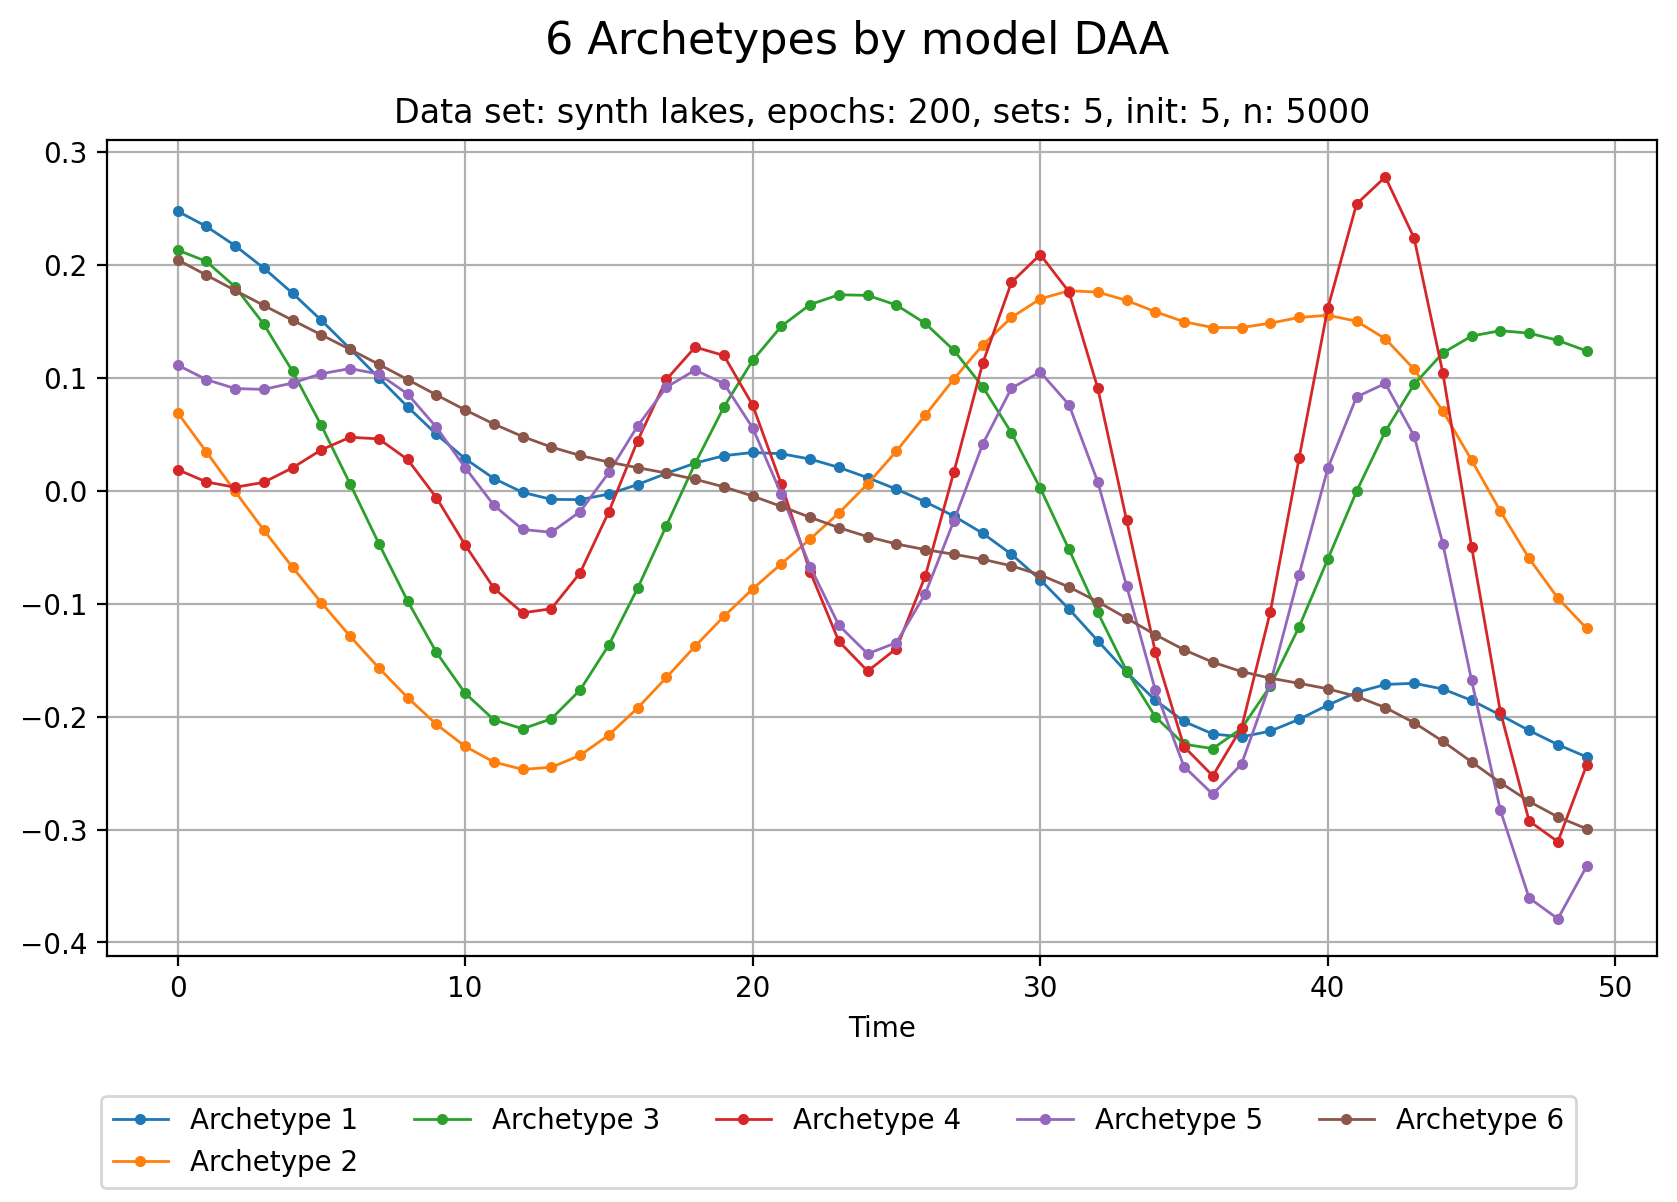 6 Archetypes by model DAA
Data set: synth lakes, epochs: 200, sets: 5, init: 5, n: 5000
0.3
0.2
0.1
0.0
−0.1
−0.2
−0.3
−0.4
0 10 20 30 40 50
Time
Archetype 1 Archetype 3 Archetype 4 Archetype 5 Archetype 6
Archetype 2